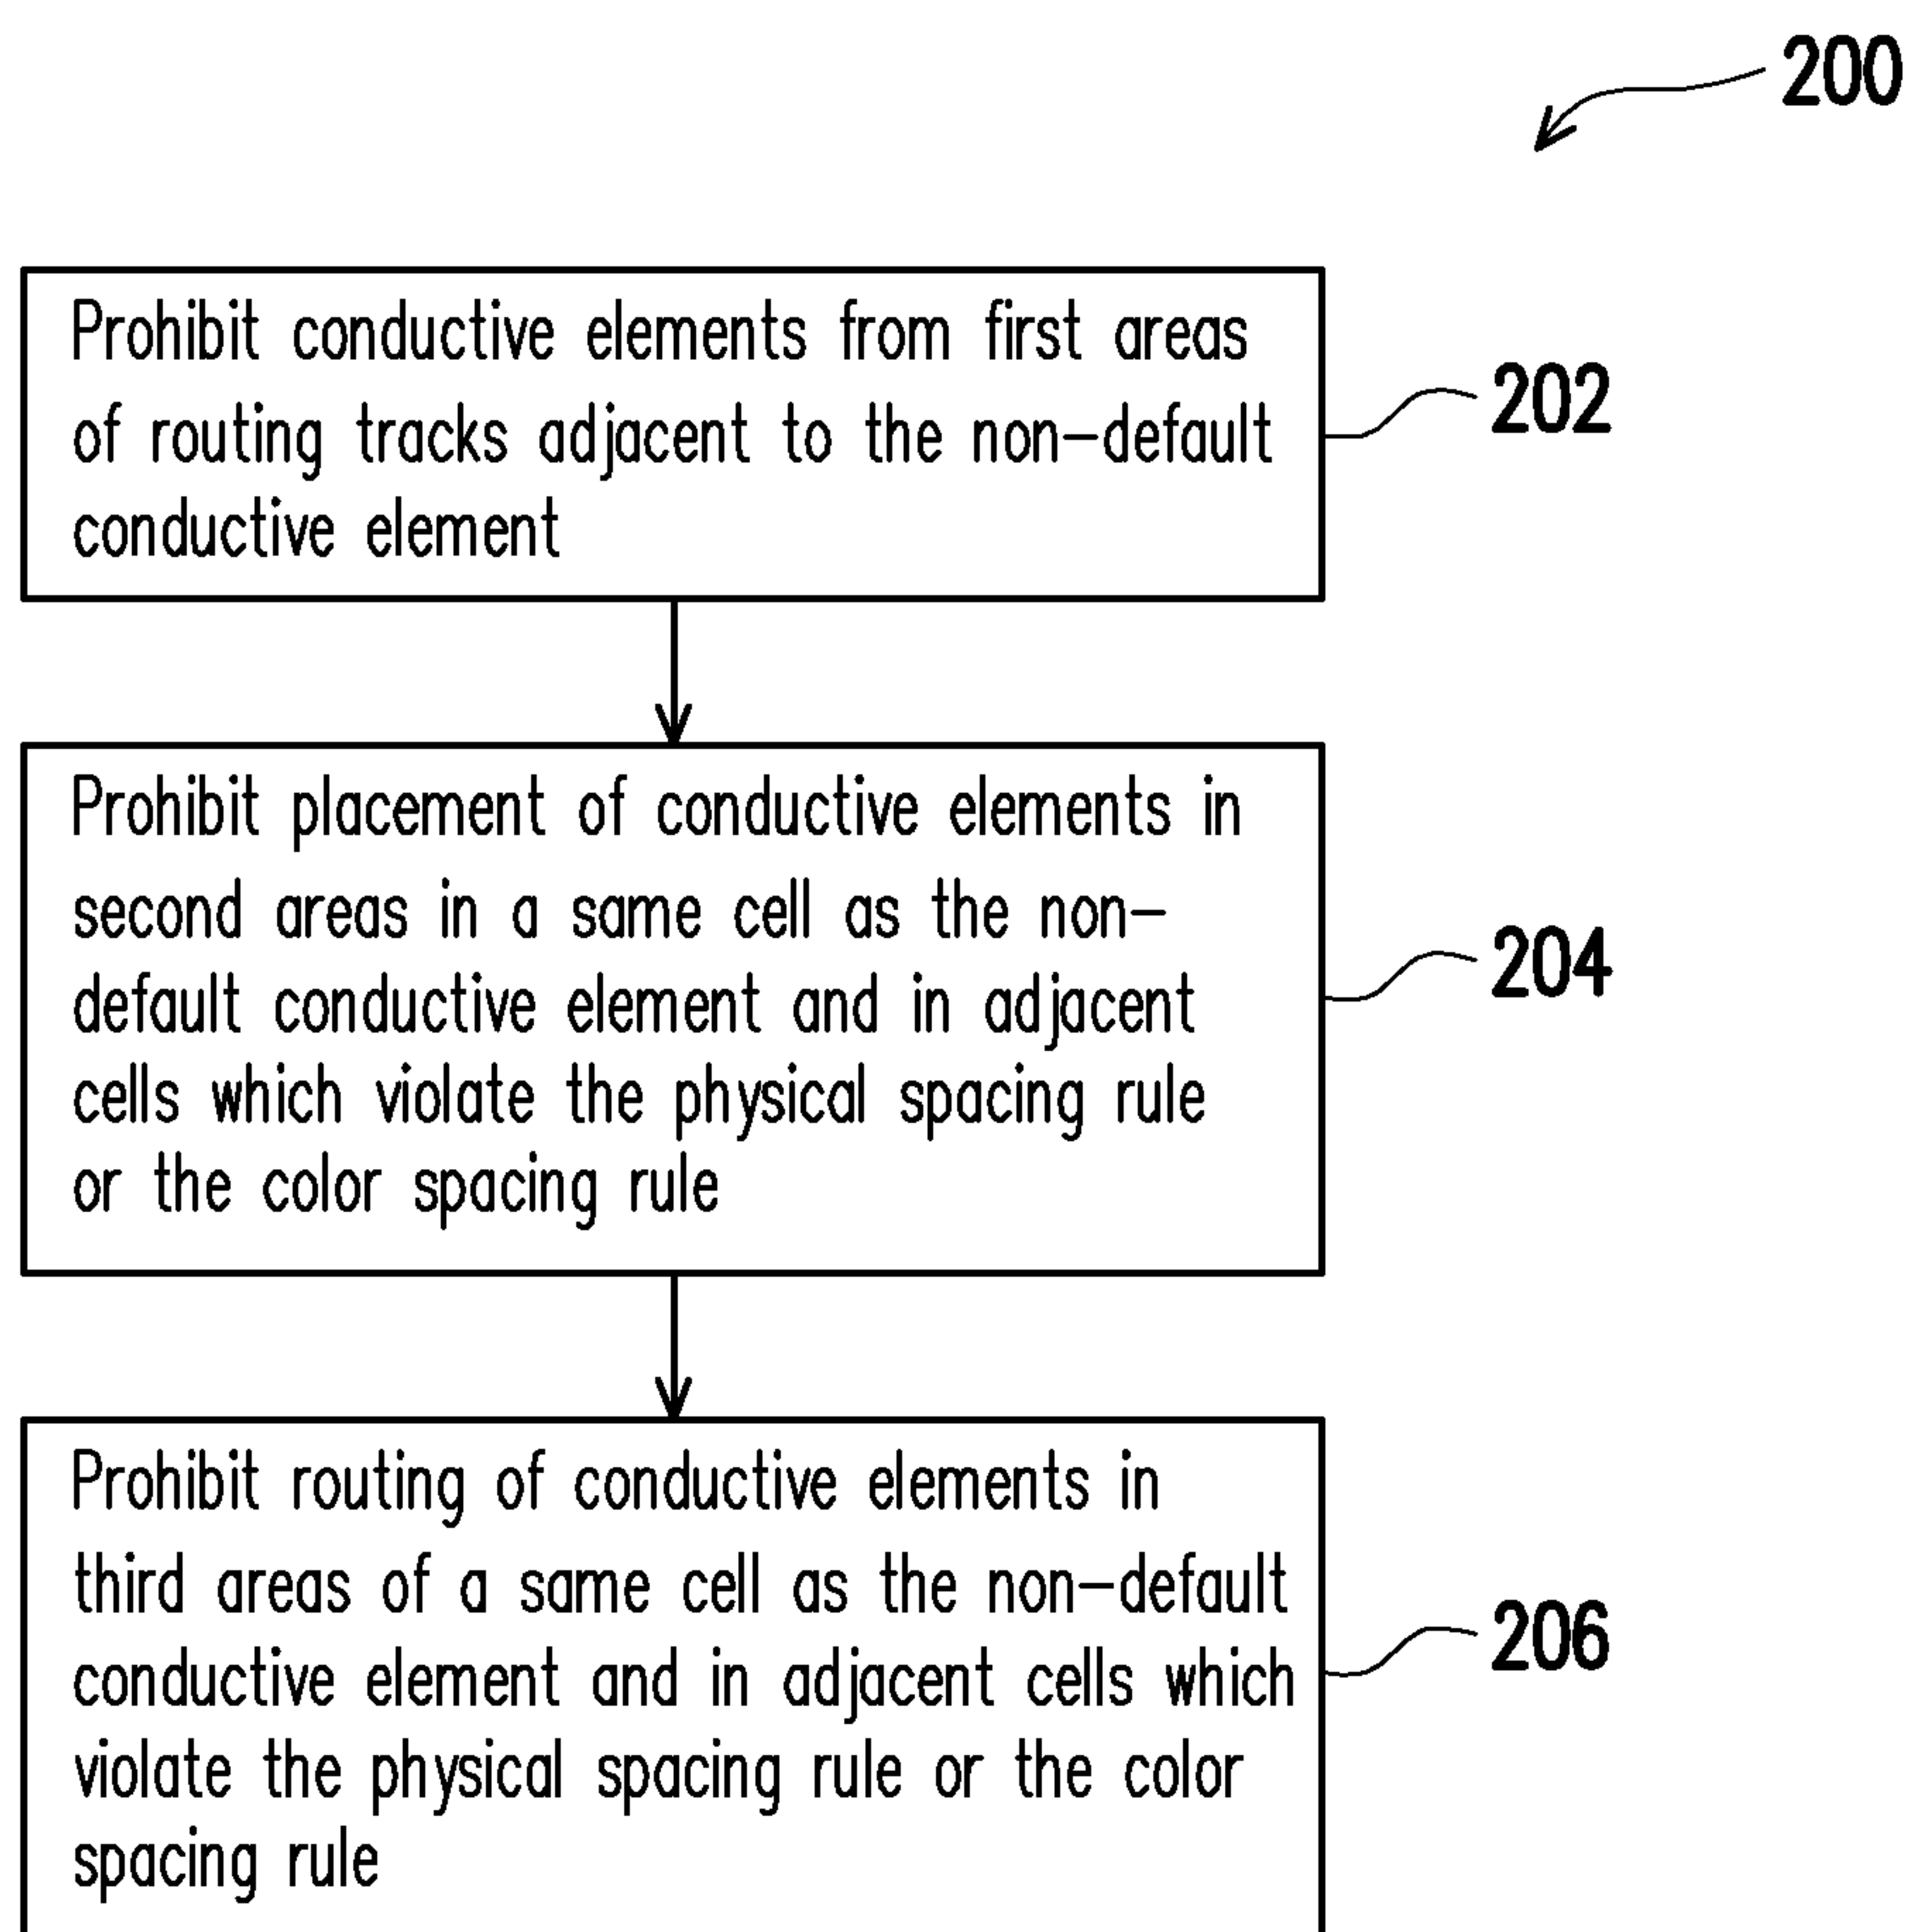 200
Prohibit conductive elements from first areas
of routing tracks adjacent to the non-default
conductive element
202
Prohibit placement of conductive elements in
second areas in a same cell as the non-
default conductive element and in adjacent
cells which violate the physical spacing rule
or the color spacing rule
204
Prohibit routing of conductive elements in
third areas of a same cell as the non-default
conductive element and in adjacent cells which
violate the physical spacing rule or the color
spacing rule
206